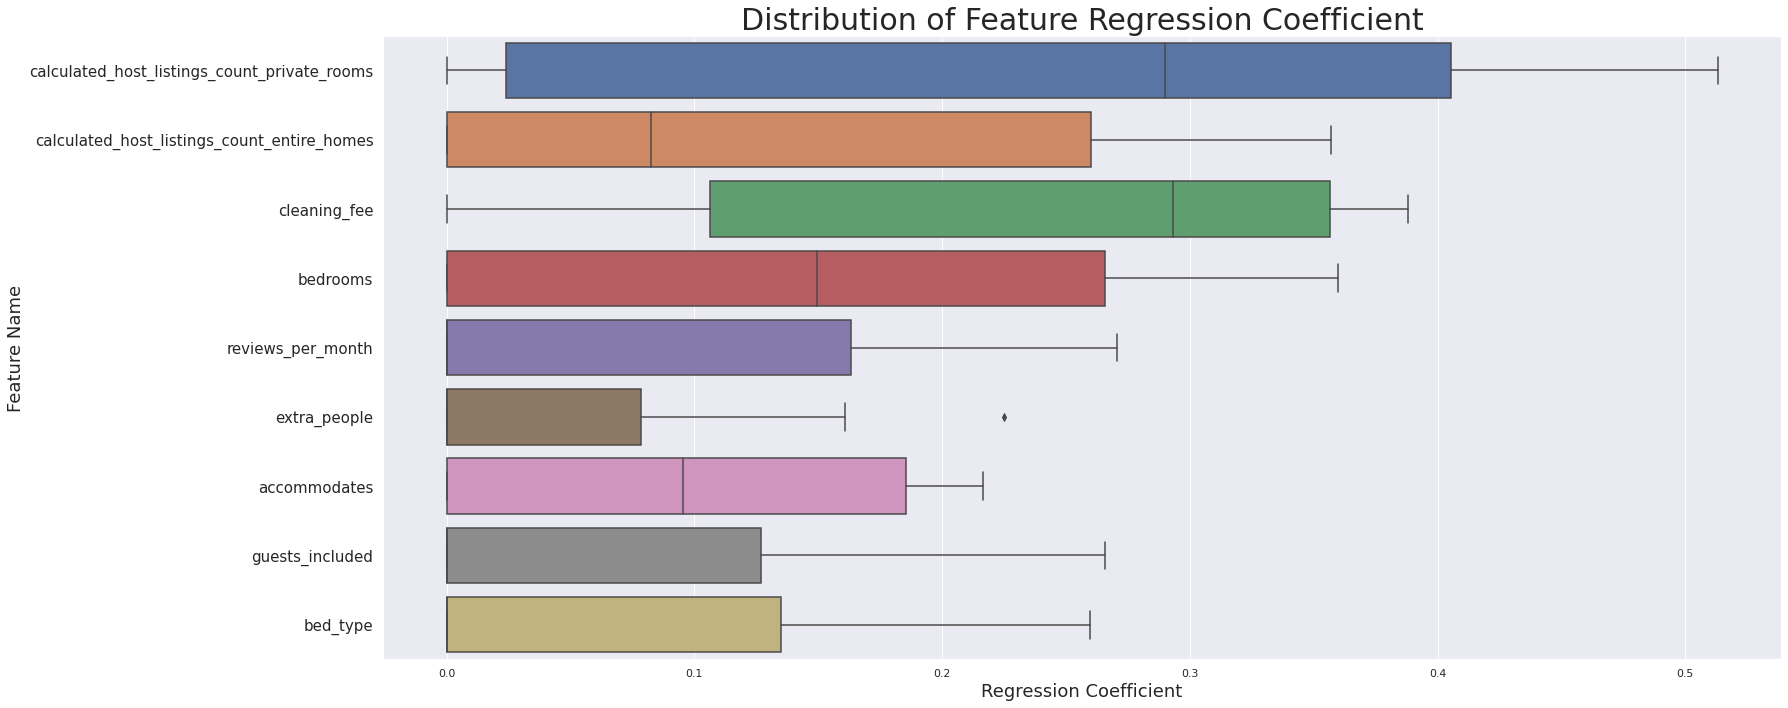 Distribution of Feature Regression Coefficient
calculated_host_listings_count_private_rooms
calculated_host_listings_count_entire_homes
cleaning_fee
bedrooms
reviews_per_month
extra_people
accommodates
guests_included
bed_type
Feature Name
0.0 0.1 0.2 0.3 0.4 0.5
Regression Coefficient